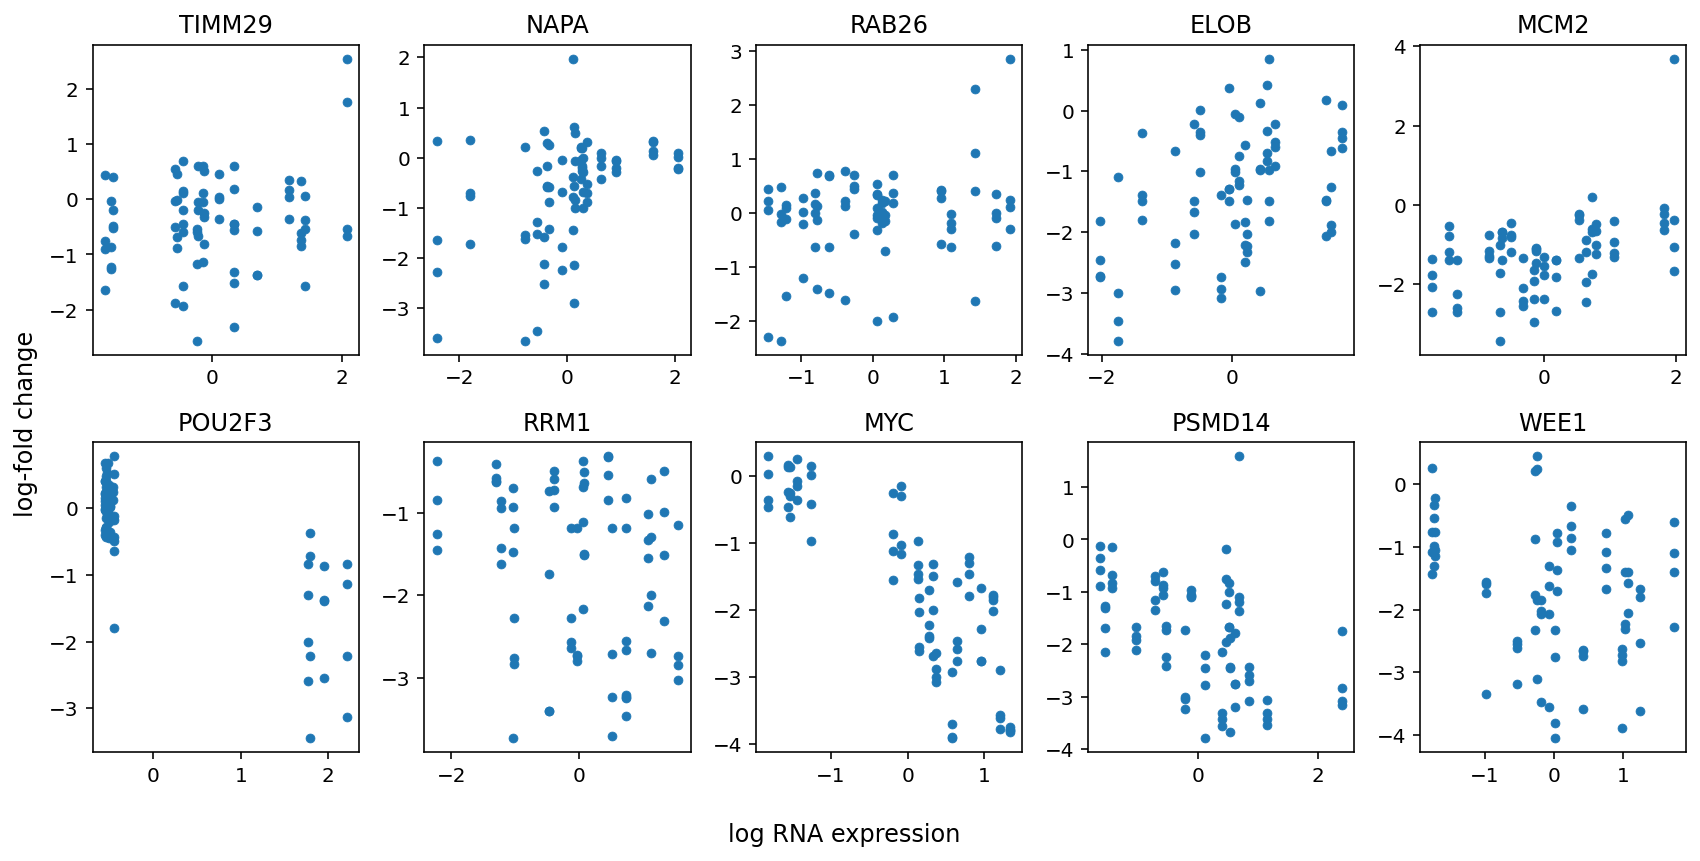 TIMM29 NAPA RAB26 ELOB MCM2
2 1 0 −1 −2
2 1 0 −1 −2 −3
3 2 1 0 −1 −2
1 0 −1 −2 −3 −4
4 2 0 −2
0 2
−2 0 2
−1 0 1 2
−2 0
0 2
log-fold change
POU2F3 RRM1 MYC PSMD14 WEE1
0 −1 −2 −3
−1 −2 −3
0 −1 −2 −3 −4
1 0 −1 −2 −3 −4
0 −1 −2 −3 −4
0 1 2
−2 0
−1 0 1
0 2
−1 0 1
log RNA expression